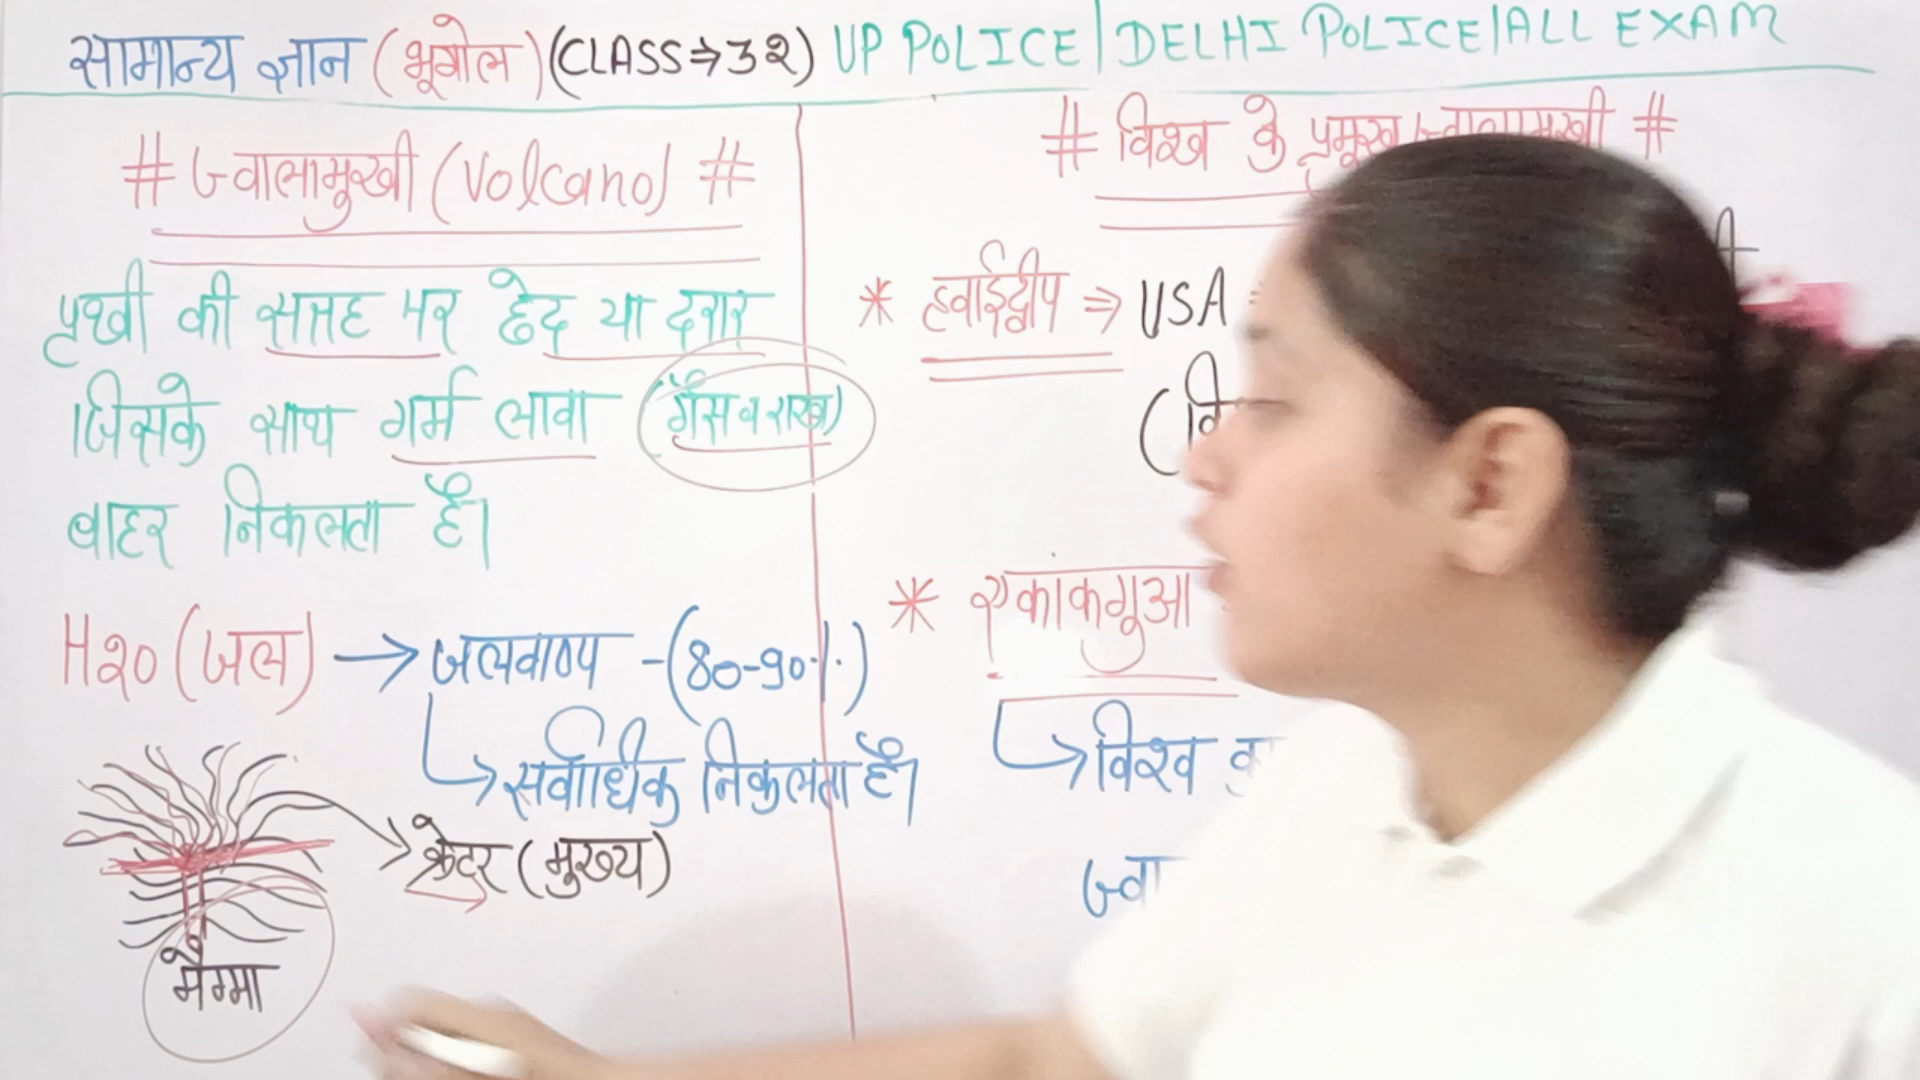 सामान्य ज्ञान (भूगोल) (CLASS⇒32) UP POLICE|DELHI POLICE|ALL EXAM
# ज्वालामुखी (Volcano) #
पृथ्वी की सतह पर छेद या दरार
जिसके साथ गर्म लावा (गैस व राख)
बाहर निकलता है।
H20 (जल) → जलवाष्प -(80-90%)
↳ सर्वाधिक निकलता है।
→ क्रेटर (मुख्य)
मैग्मा
# विश्व के प्रमुख ज्वालामुखी #
* हवाईद्वीप ⇒ USA
* एकाकगुआ
↳ विश्व